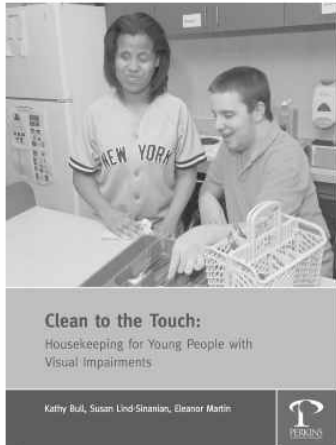 NEW YORK
Clean to the Touch:
Housekeeping for Young People with
Visual Impairments
Kathy Bull, Susan Lind-Sinanian, Eleanor Martin
PERKINS